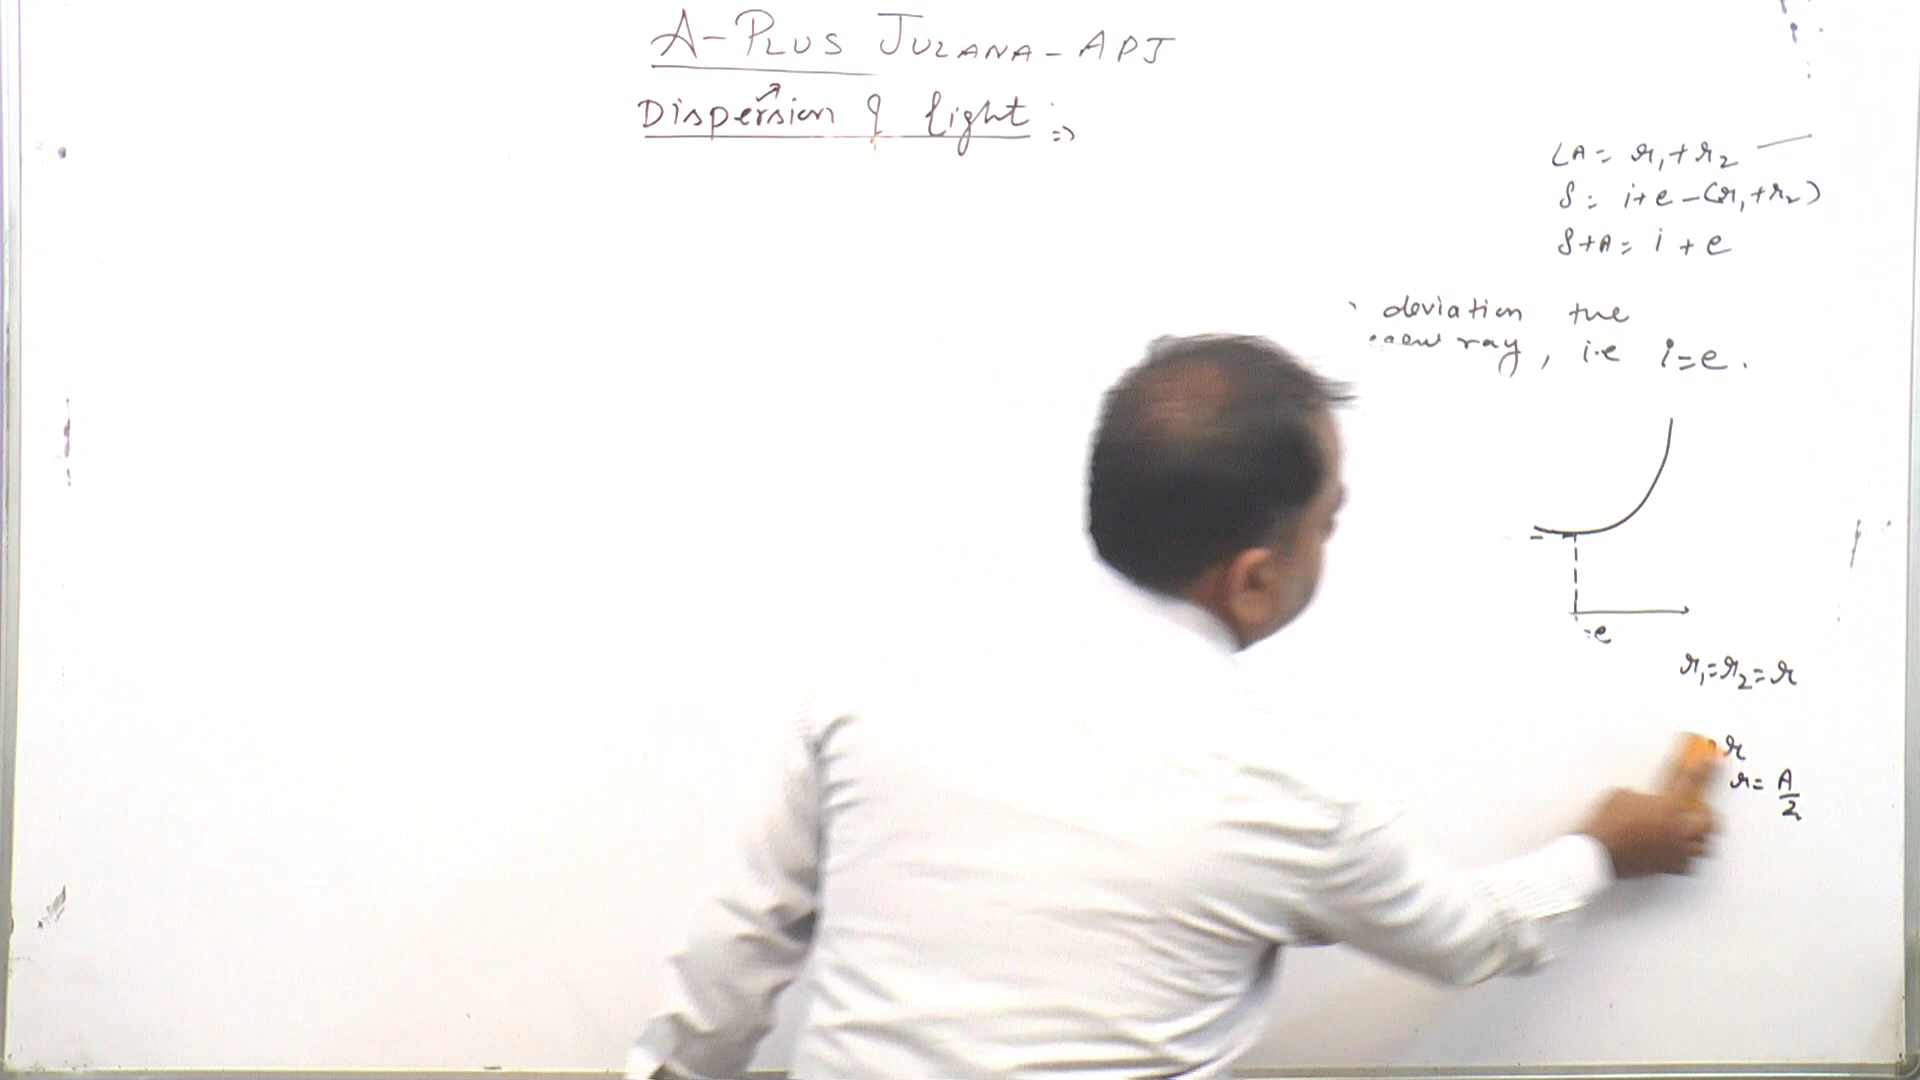 A-PLUS JULANA-APJ
Dispersion of light :⇒
∠A = r₁+r₂
δ = i+e-(r₁+r₂)
δ+A = i+e
deviation the
ray, i.e i=e.
=e
r₁=r₂=r
r
r= A/2